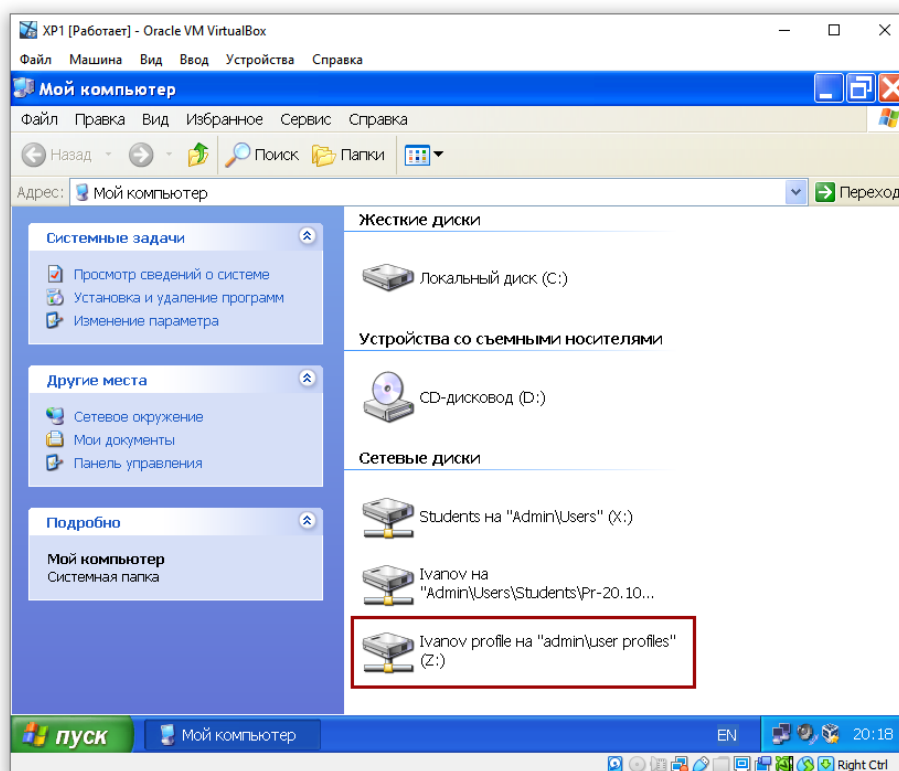 XP1 [Работает] - Oracle VM VirtualBox
Файл Машина Вид Ввод Устройства Справка
Мой компьютер
Файл Правка Вид Избранное Сервис Справка
Назад Поиск Папки
Адрес: Мой компьютер Переход
Системные задачи
Просмотр сведений о системе
Установка и удаление программ
Изменение параметра
Другие места
Сетевое окружение
Мои документы
Панель управления
Подробно
Мой компьютер
Системная папка
Жесткие диски
Локальный диск (C:)
Устройства со съемными носителями
CD-дисковод (D:)
Сетевые диски
Students на "Admin\Users" (X:)
Ivanov на
"Admin\Users\Students\Pr-20.10...
Ivanov profile на "admin\user profiles"
(Z:)
пуск Мой компьютер EN 20:18
Right Ctrl